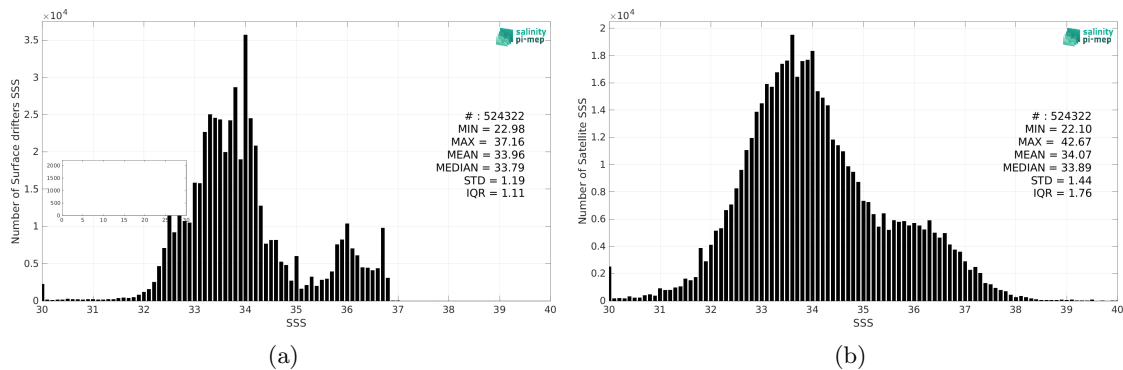 ×10⁴
3.5
3
2.5
2
1.5
1
0.5
0
Number of Surface drifters SSS
salinity
pi-mep
# : 524322
MIN = 22.98
MAX = 37.16
MEAN = 33.96
MEDIAN = 33.79
STD = 1.19
IQR = 1.11
2000
1500
1000
500
0
0 5 10 15 20 25 30
30 31 32 33 34 35 36 37 38 39 40
SSS
(a)
×10⁴
2
1.8
1.6
1.4
1.2
1
0.8
0.6
0.4
0.2
0
Number of Satellite SSS
salinity
pi-mep
# : 524322
MIN = 22.10
MAX = 42.67
MEAN = 34.07
MEDIAN = 33.89
STD = 1.44
IQR = 1.76
30 31 32 33 34 35 36 37 38 39 40
SSS
(b)